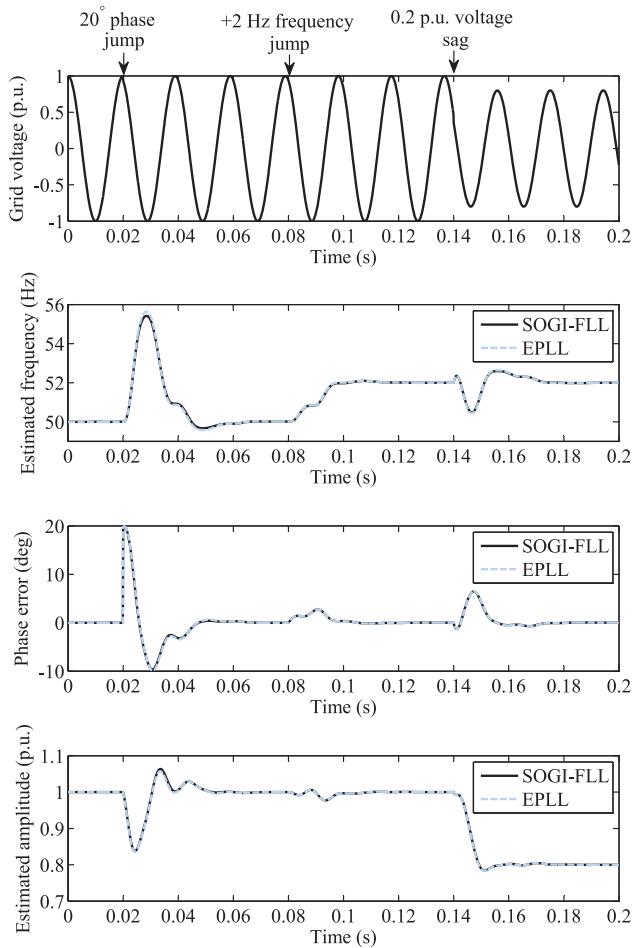 20° phase
jump
+2 Hz frequency
jump
0.2 p.u. voltage
sag
Grid voltage (p.u.)
1
0.5
0
-0.5
-1
0 0.02 0.04 0.06 0.08 0.1 0.12 0.14 0.16 0.18 0.2
Time (s)
Estimated frequency (Hz)
56
54
52
50
SOGI-FLL
EPLL
0 0.02 0.04 0.06 0.08 0.1 0.12 0.14 0.16 0.18 0.2
Time (s)
Phase error (deg)
20
10
0
-10
SOGI-FLL
EPLL
0 0.02 0.04 0.06 0.08 0.1 0.12 0.14 0.16 0.18 0.2
Time (s)
Estimated amplitude (p.u.)
1.1
1
0.9
0.8
0.7
SOGI-FLL
EPLL
0 0.02 0.04 0.06 0.08 0.1 0.12 0.14 0.16 0.18 0.2
Time (s)